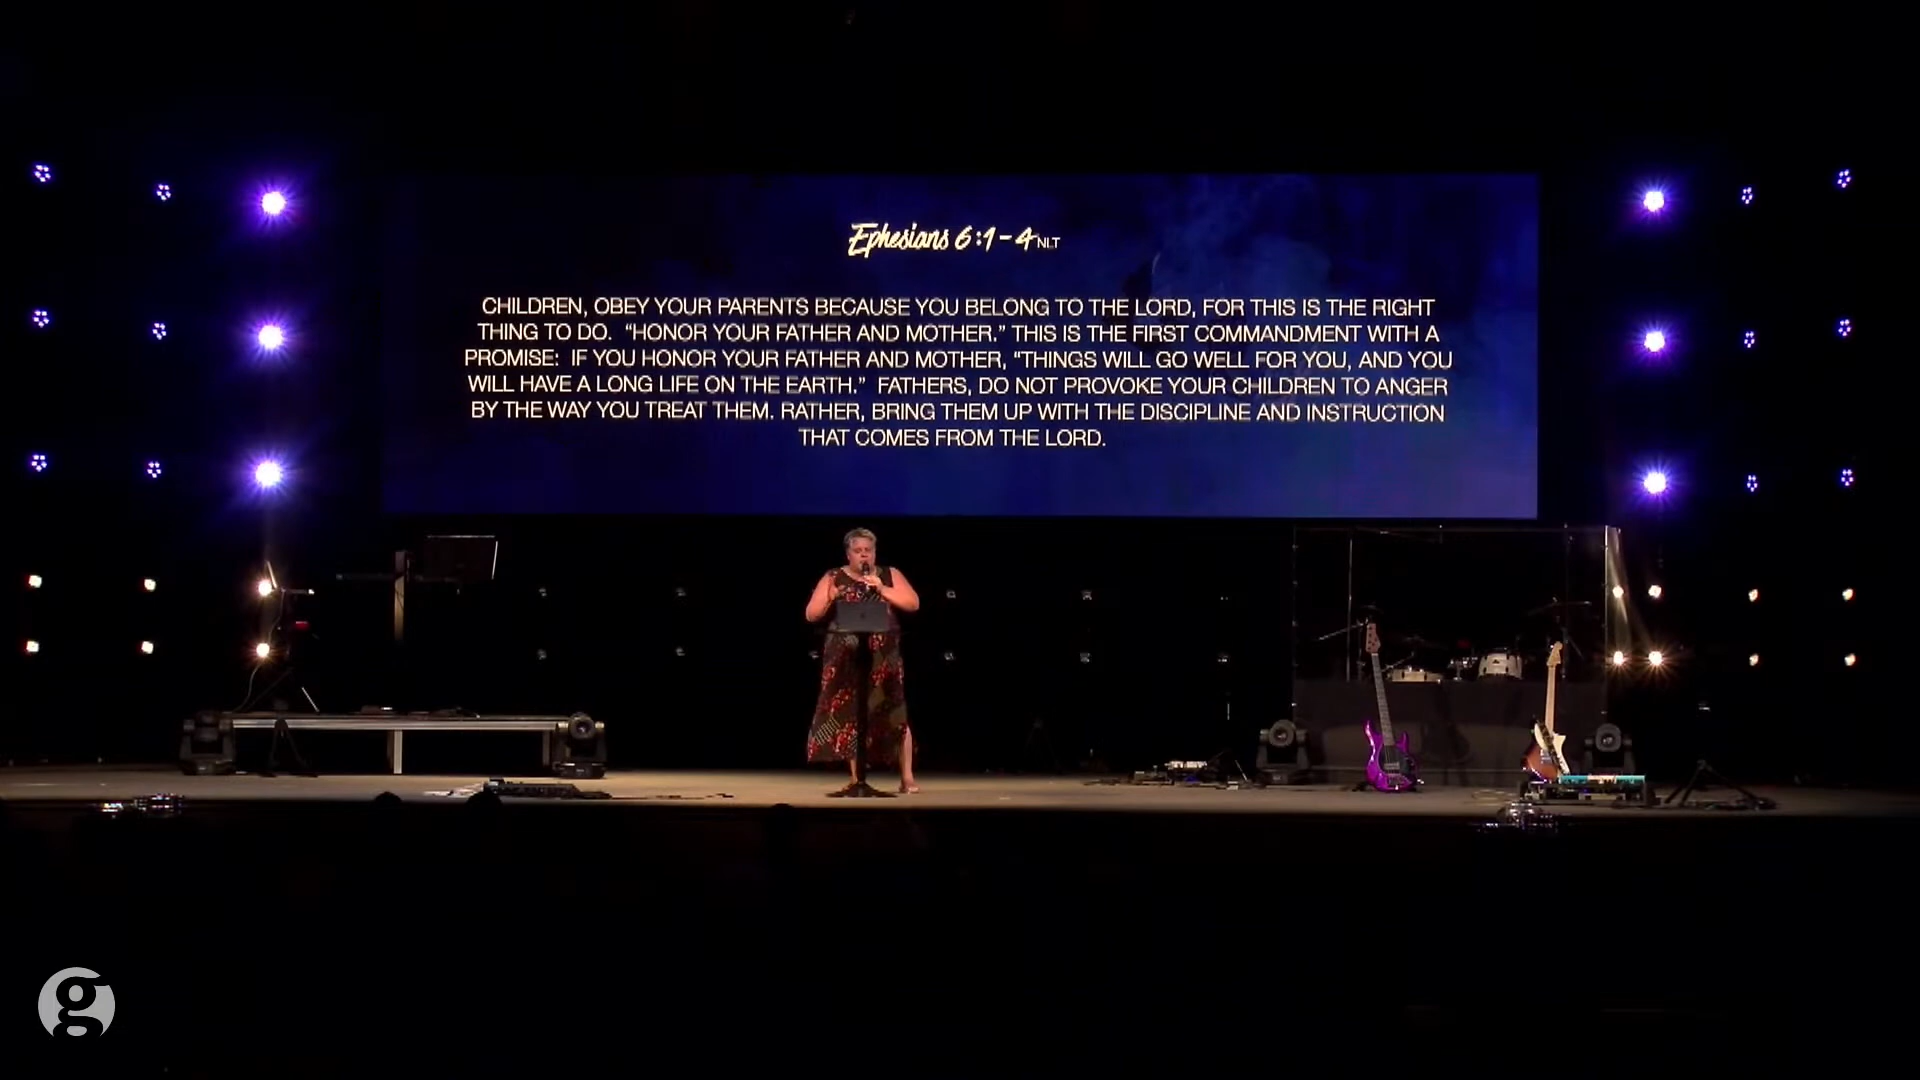 Ephesians 6:1-4 NLT
CHILDREN, OBEY YOUR PARENTS BECAUSE YOU BELONG TO THE LORD, FOR THIS IS THE RIGHT
THING TO DO.  “HONOR YOUR FATHER AND MOTHER.” THIS IS THE FIRST COMMANDMENT WITH A
PROMISE:  IF YOU HONOR YOUR FATHER AND MOTHER, “THINGS WILL GO WELL FOR YOU, AND YOU
WILL HAVE A LONG LIFE ON THE EARTH.”  FATHERS, DO NOT PROVOKE YOUR CHILDREN TO ANGER
BY THE WAY YOU TREAT THEM. RATHER, BRING THEM UP WITH THE DISCIPLINE AND INSTRUCTION
THAT COMES FROM THE LORD.
g